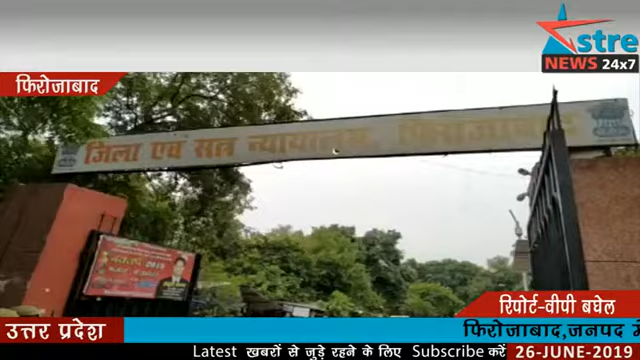 Astre
NEWS 24x7
फिरोजाबाद
जिला एवं सत्र न्यायालय, फिरोजाबाद
2019
रिपोर्ट-वीपी बघेल
उत्तर प्रदेश
फिरोजाबाद,जनपद में
Latest खबरों से जुड़े रहने के लिए Subscribe करें 26-JUNE-2019